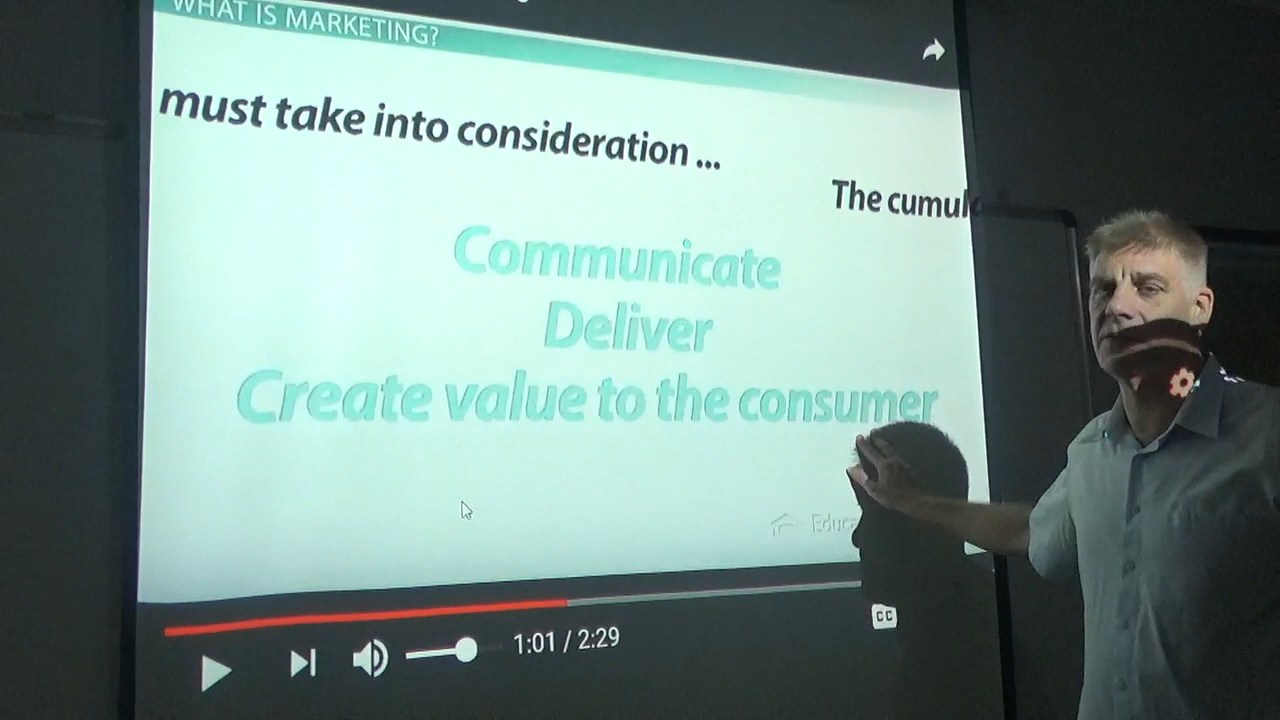 WHAT IS MARKETING?
must take into consideration ...
The cumul
Communicate
Deliver
Create value to the consumer
Educa
1:01 / 2:29
CC